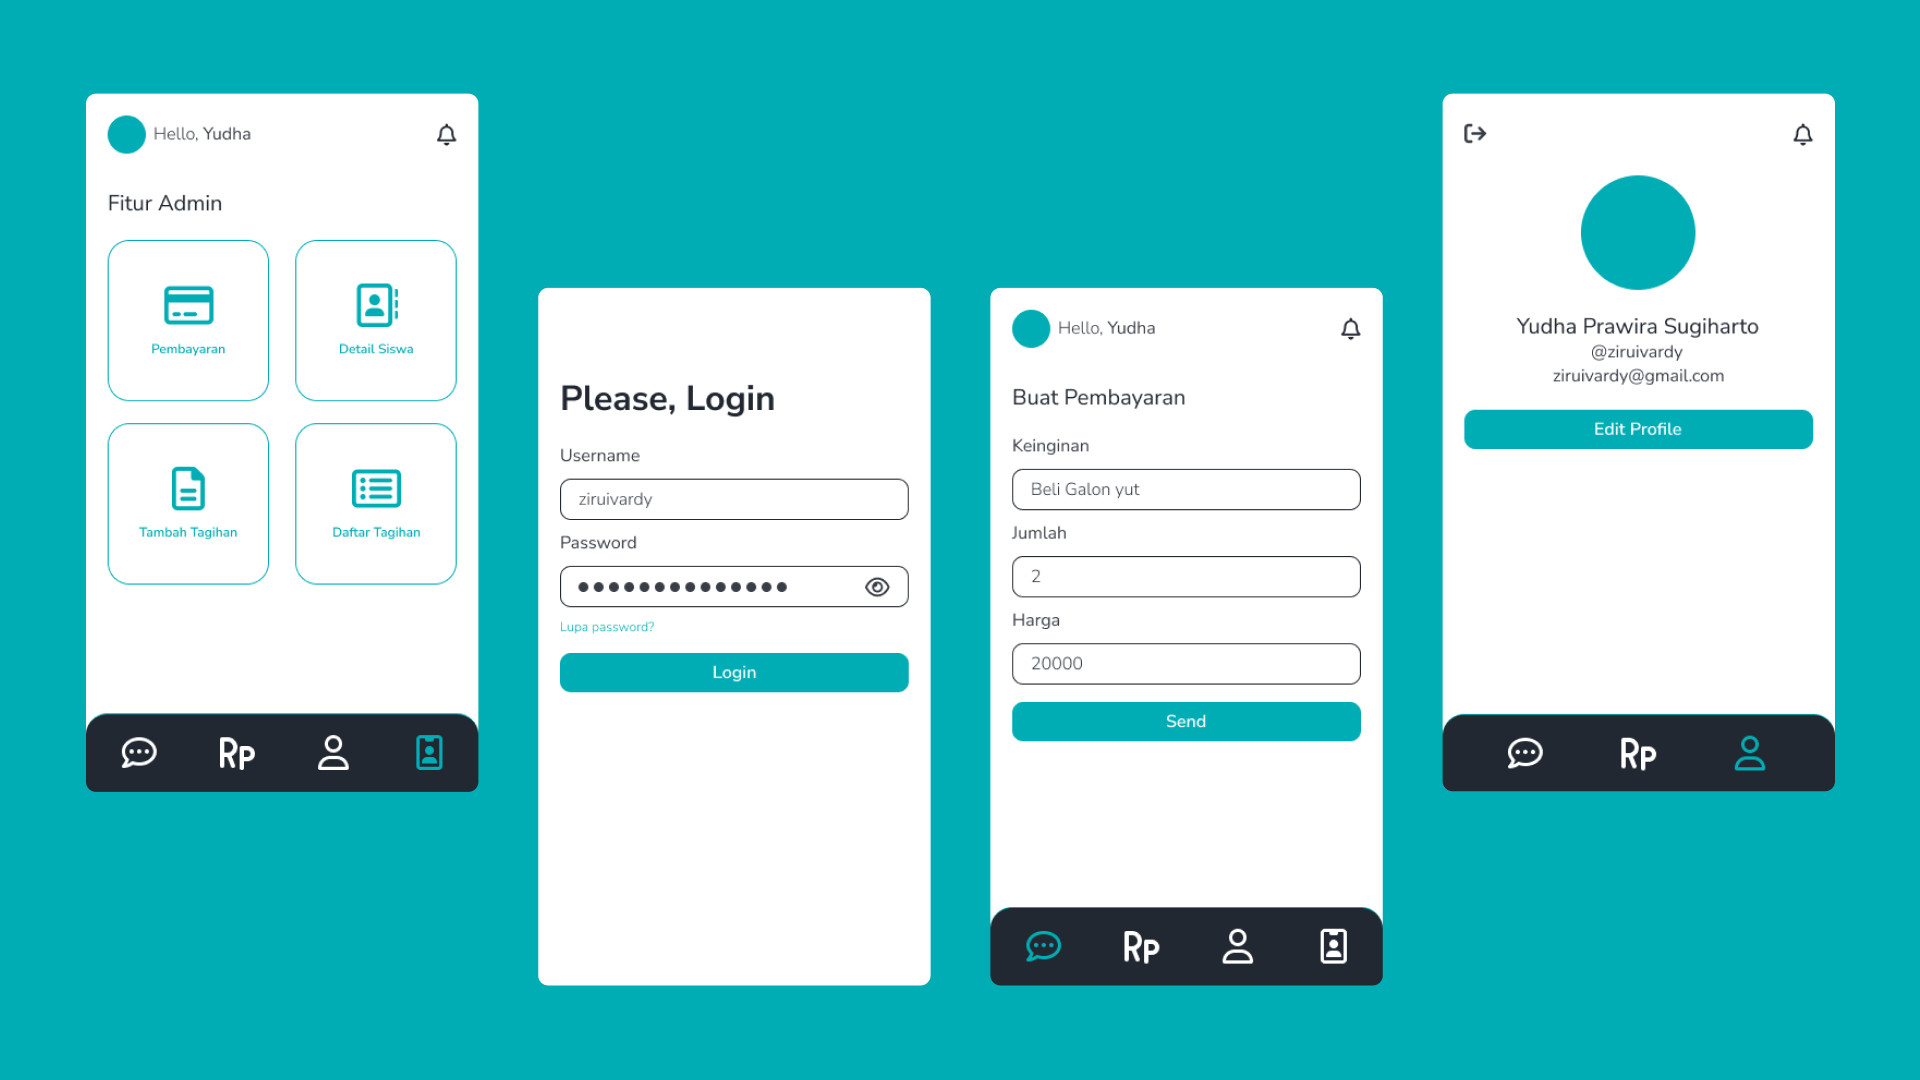 Hello, Yudha
Fitur Admin
Pembayaran
Detail Siswa
Tambah Tagihan
Daftar Tagihan
Rp
Please, Login
Username
ziruivardy
Password
Lupa password?
Login
Hello, Yudha
Buat Pembayaran
Keinginan
Beli Galon yut
Jumlah
2
Harga
20000
Send
Rp
Yudha Prawira Sugiharto
@ziruivardy
ziruivardy@gmail.com
Edit Profile
Rp